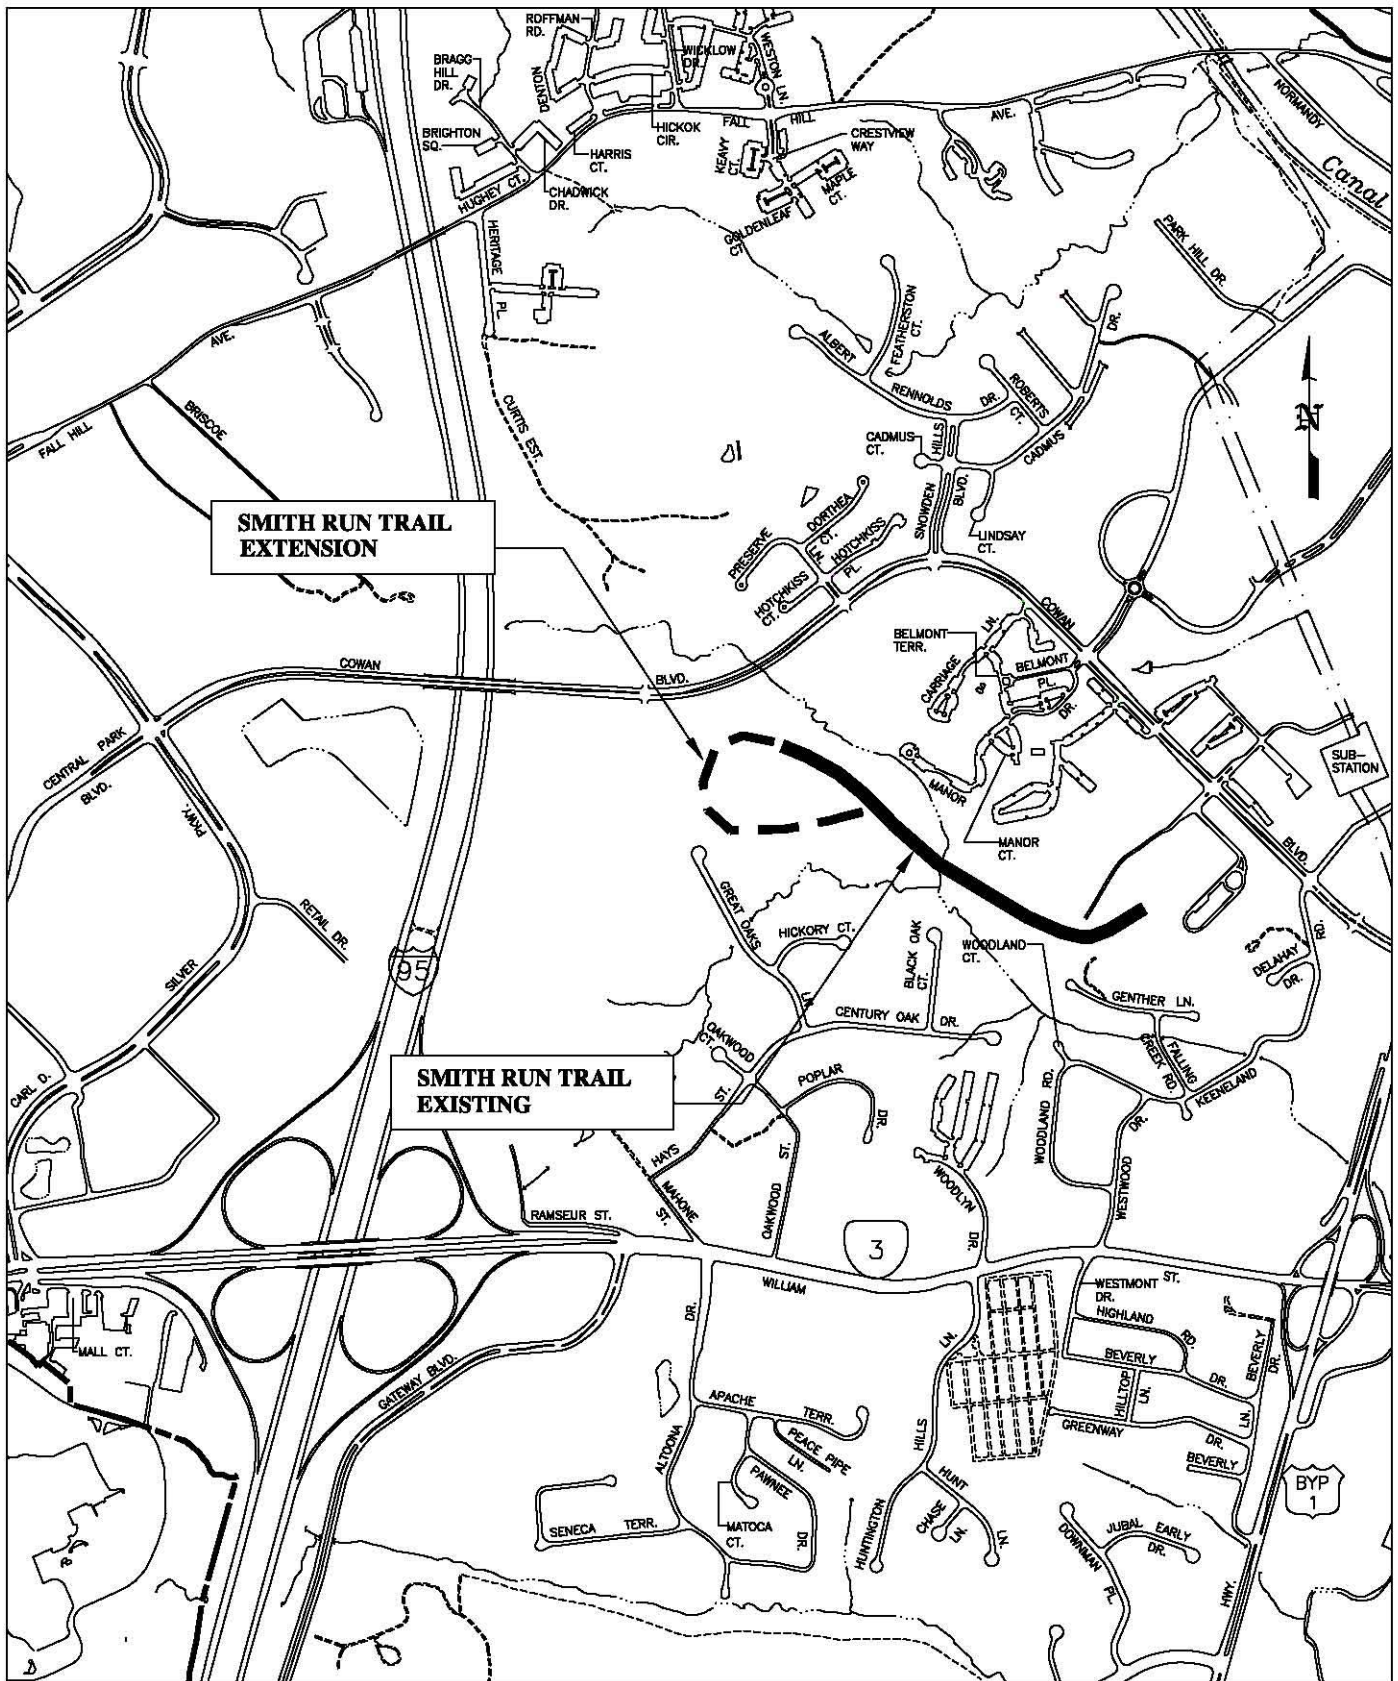 ROFFMAN
RD.
WICKLOW
DR.
WESTON LN.
BRAGG
HILL
DR.
DENTON
BRIGHTON
SQ.
HICKOK
CIR.
FALL HILL AVE.
CRESTVIEW
WAY
NORMANDY
Canal
HARRIS
CT.
KEAVY
CT.
MAPLE
CT.
CHADWICK
DR.
HUGHEY CT.
GOLDENLEAF
CT.
HERITAGE PL.
PARK HILL DR.
FEATHERSTON
CT.
ALBERT RENNOLDS DR.
ROBERTS
CT.
DR.
FALL HILL AVE.
BRISCOE
CURTIS EST.
CADMUS
CT.
HILLS
CADMUS
N
SNOWDEN
BLVD.
LINDSAY
CT.
SMITH RUN TRAIL
EXTENSION
PRESERVE
LN.
DORTHEA
CT.
HOTCHKISS
PL.
HOTCHKISS
CT.
BELMONT
TERR.
CARRIAGE LN.
BELMONT
PL.
DR.
COWAN
COWAN BLVD.
MANOR
MANOR
CT.
SUB-
STATION
CENTRAL PARK
BLVD.
PKWY.
BLVD.
RETAIL DR.
SILVER
CARL D.
95
GREAT OAKS
LN.
HICKORY CT.
BLACK OAK
CT.
WOODLAND
CT.
GENTHER LN.
DELAHAY
DR.
RD.
CENTURY OAK DR.
OAKWOOD
CT.
SMITH RUN TRAIL
EXISTING
ST.
POPLAR
DR.
FALLING
CREEK RD
KEENELAND
WOODLAND RD.
DR.
WESTWOOD
HAYS
MAHONE
ST.
OAKWOOD ST.
WOODLYN
DR.
RAMSEUR ST.
3
WILLIAM ST.
WESTMONT
DR.
HIGHLAND
RD.
MALL CT.
GATEWAY BLVD.
DR.
LN.
BEVERLY
DR.
BEVERLY
DR.
HILLTOP
LN.
GREENWAY
DR.
LN.
BEVERLY
APACHE TERR.
ALTOONA
PEACE PIPE
LN.
PAWNEE
DR.
MATOCA
CT.
SENECA TERR.
HILLS
HUNTINGTON
HUNT
LN.
CHASE
LN.
BYP
1
DOWNMAN
PL.
JUBAL EARLY
DR.
HWY.